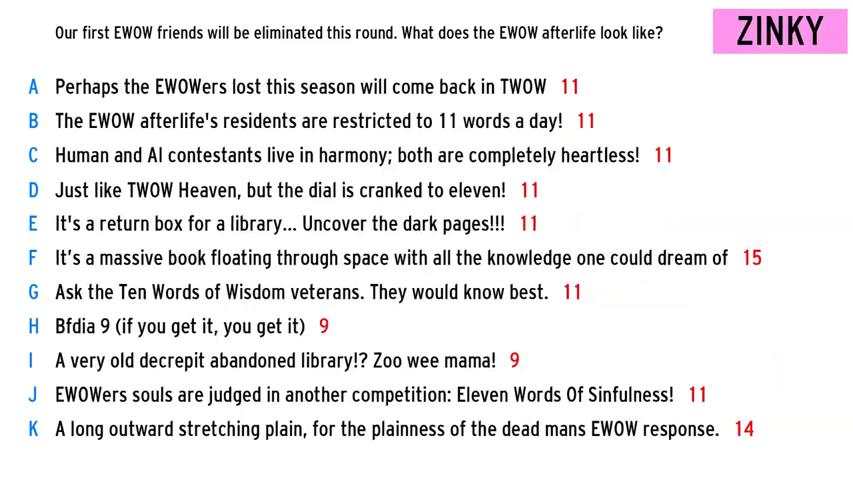 Our first EWOW friends will be eliminated this round. What does the EWOW afterlife look like?
ZINKY
A Perhaps the EWOWers lost this season will come back in TWOW 11
B The EWOW afterlife's residents are restricted to 11 words a day! 11
C Human and AI contestants live in harmony; both are completely heartless! 11
D Just like TWOW Heaven, but the dial is cranked to eleven! 11
E It's a return box for a library... Uncover the dark pages!!! 11
F It’s a massive book floating through space with all the knowledge one could dream of 15
G Ask the Ten Words of Wisdom veterans. They would know best. 11
H Bfdia 9 (if you get it, you get it) 9
I A very old decrepit abandoned library!? Zoo wee mama! 9
J EWOWers souls are judged in another competition: Eleven Words Of Sinfulness! 11
K A long outward stretching plain, for the plainness of the dead mans EWOW response. 14